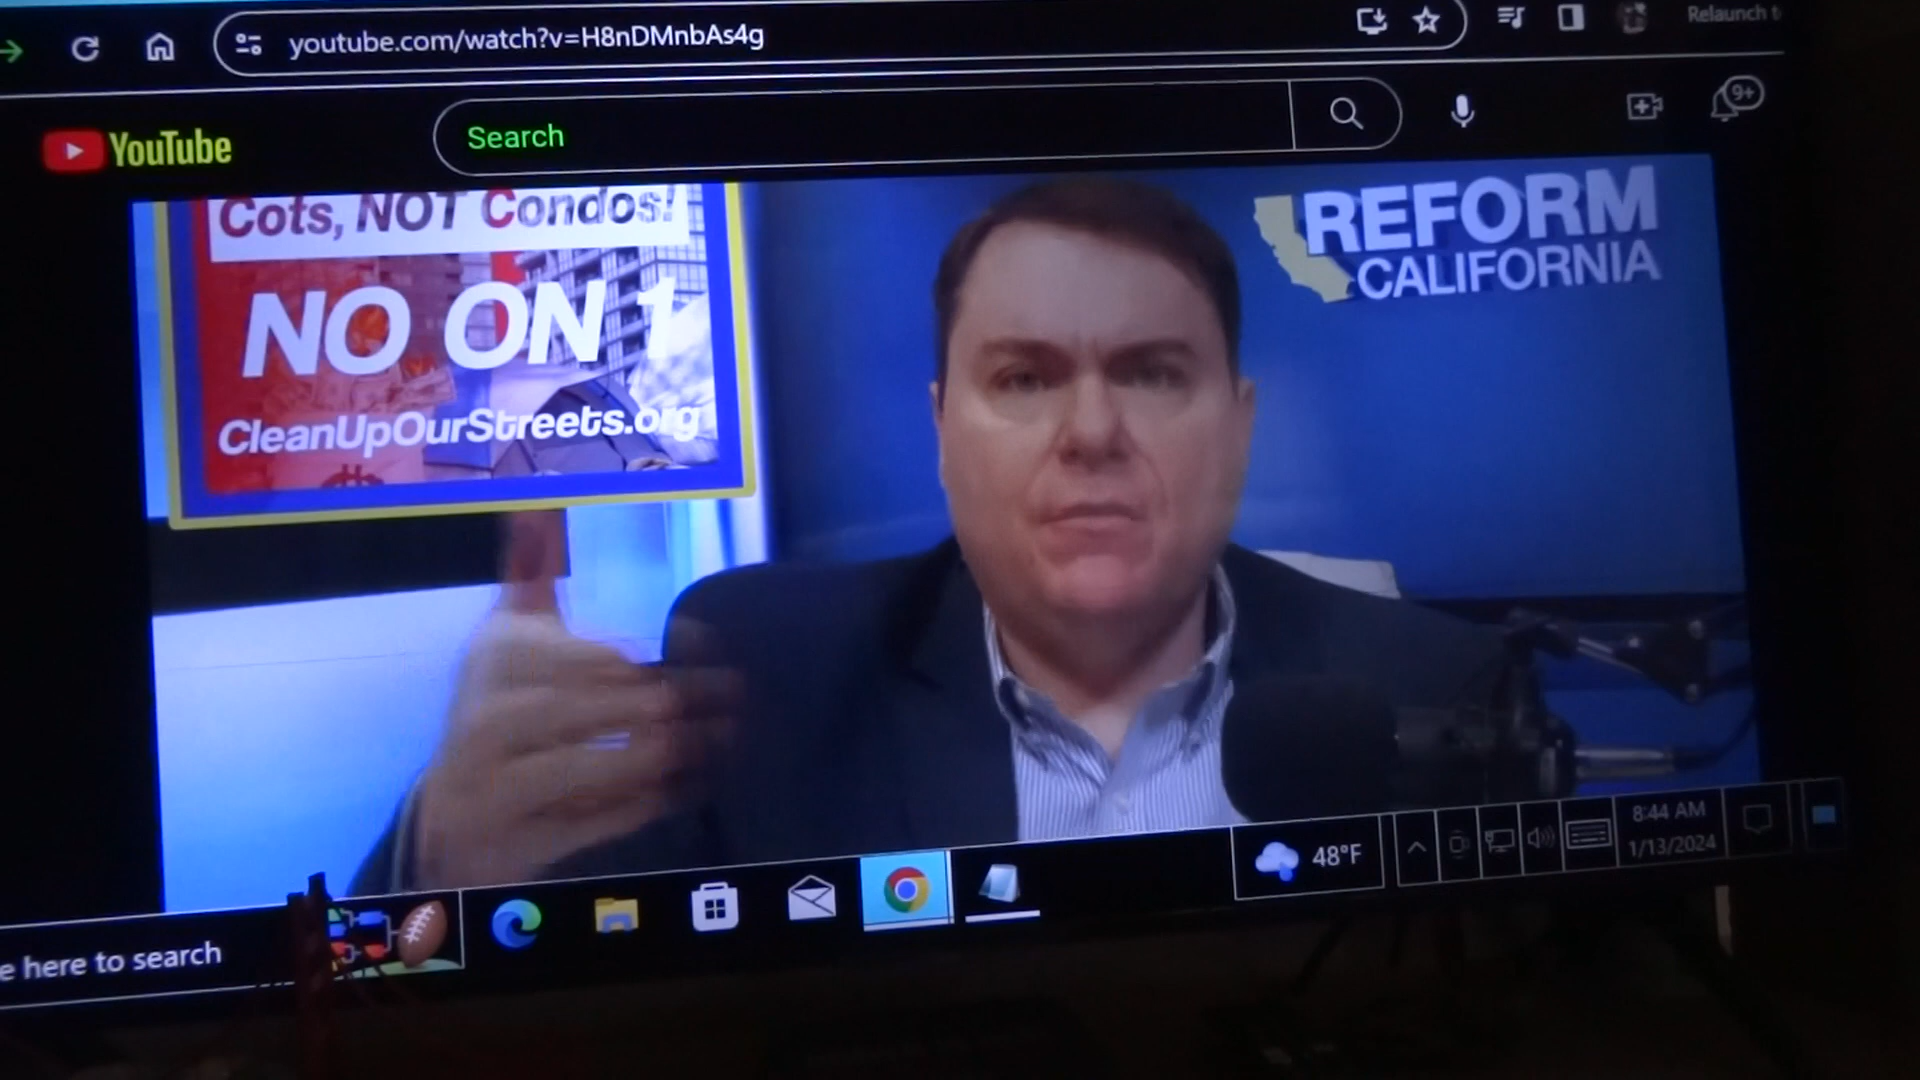 youtube.com/watch?v=H8nDMnbAs4g
Relaunch t
YouTube
Search
9+
Cots, NOT Condos!
NO ON 1
CleanUpOurStreets.org
REFORM
CALIFORNIA
48°F
8:44 AM
1/13/2024
e here to search